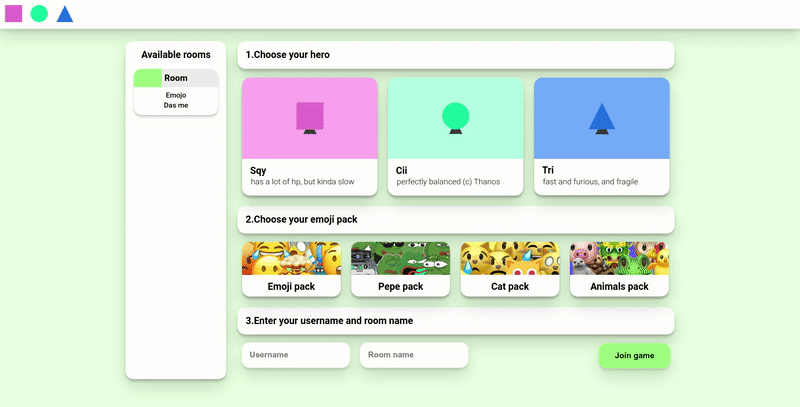 Available rooms
Room
Emojo
Das me
1.Choose your hero
Sqy
has a lot of hp, but kinda slow
Cii
perfectly balanced (c) Thanos
Tri
fast and furious, and fragile
2.Choose your emoji pack
Emoji pack
Pepe pack
Cat pack
Animals pack
3.Enter your username and room name
Username
Room name
Join game